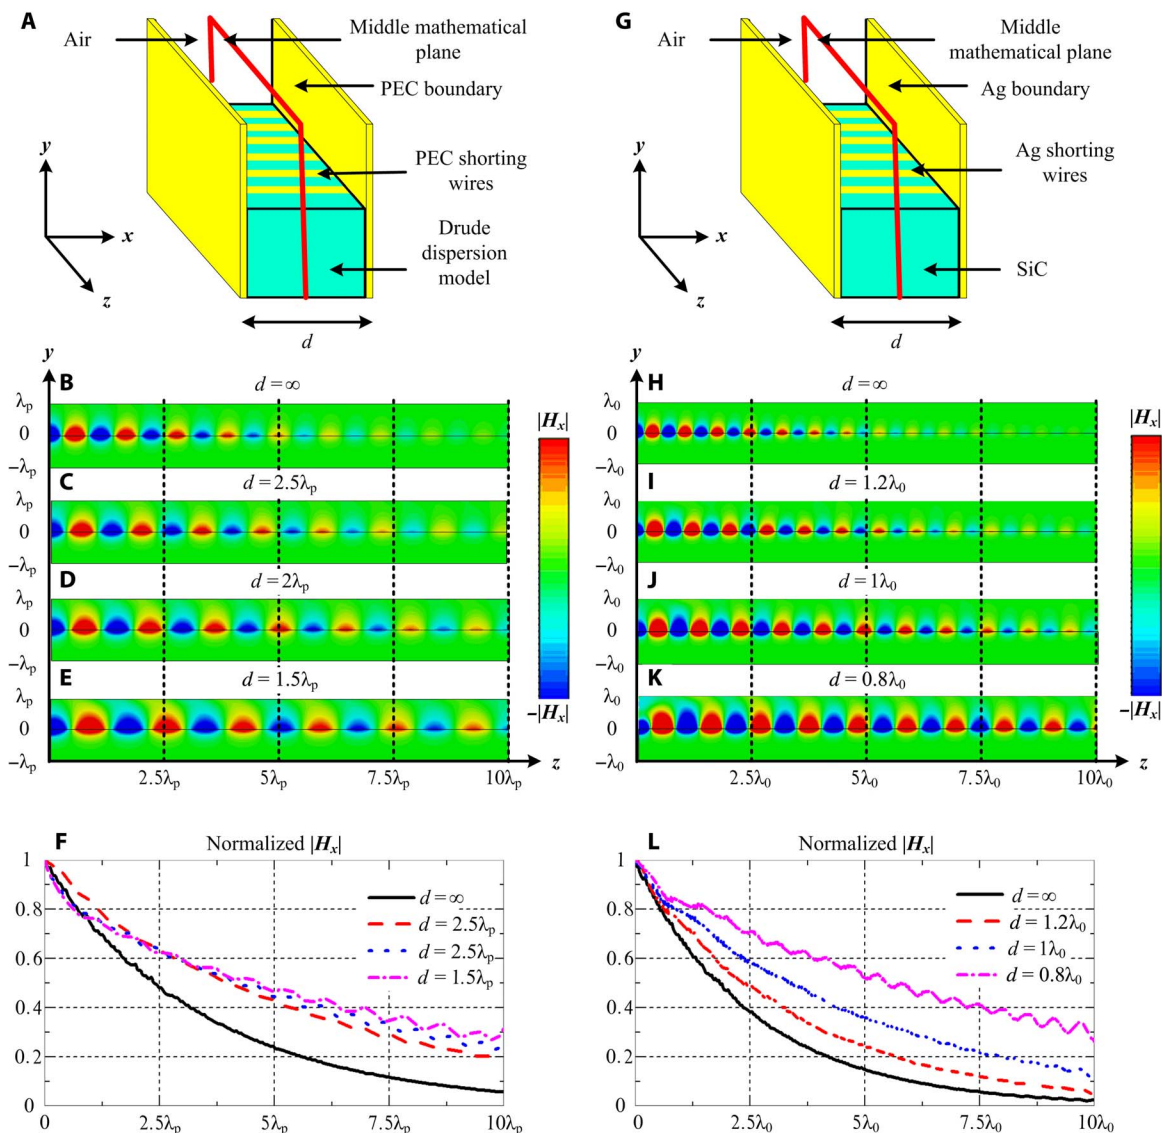 A
Air
Middle mathematical
plane
PEC boundary
PEC shorting
wires
Drude
dispersion
model
y
x
z
d
G
Air
Middle
mathematical plane
Ag boundary
Ag shorting
wires
SiC
y
x
z
d
y
B
d = ∞
λp
0
−λp
C
d = 2.5λp
λp
0
−λp
D
d = 2λp
λp
0
−λp
E
d = 1.5λp
λp
0
−λp
|Hx|
−|Hx|
2.5λp 5λp 7.5λp 10λp z
y
H
d = ∞
λ0
0
−λ0
I
d = 1.2λ0
λ0
0
−λ0
J
d = 1λ0
λ0
0
−λ0
K
d = 0.8λ0
λ0
0
−λ0
|Hx|
−|Hx|
2.5λ0 5λ0 7.5λ0 10λ0 z
F
Normalized |Hx|
1
0.8
0.6
0.4
0.2
0
d = ∞
d = 2.5λp
d = 2.5λp
d = 1.5λp
0 2.5λp 5λp 7.5λp 10λp
L
Normalized |Hx|
1
0.8
0.6
0.4
0.2
0
d = ∞
d = 1.2λ0
d = 1λ0
d = 0.8λ0
0 2.5λ0 5λ0 7.5λ0 10λ0